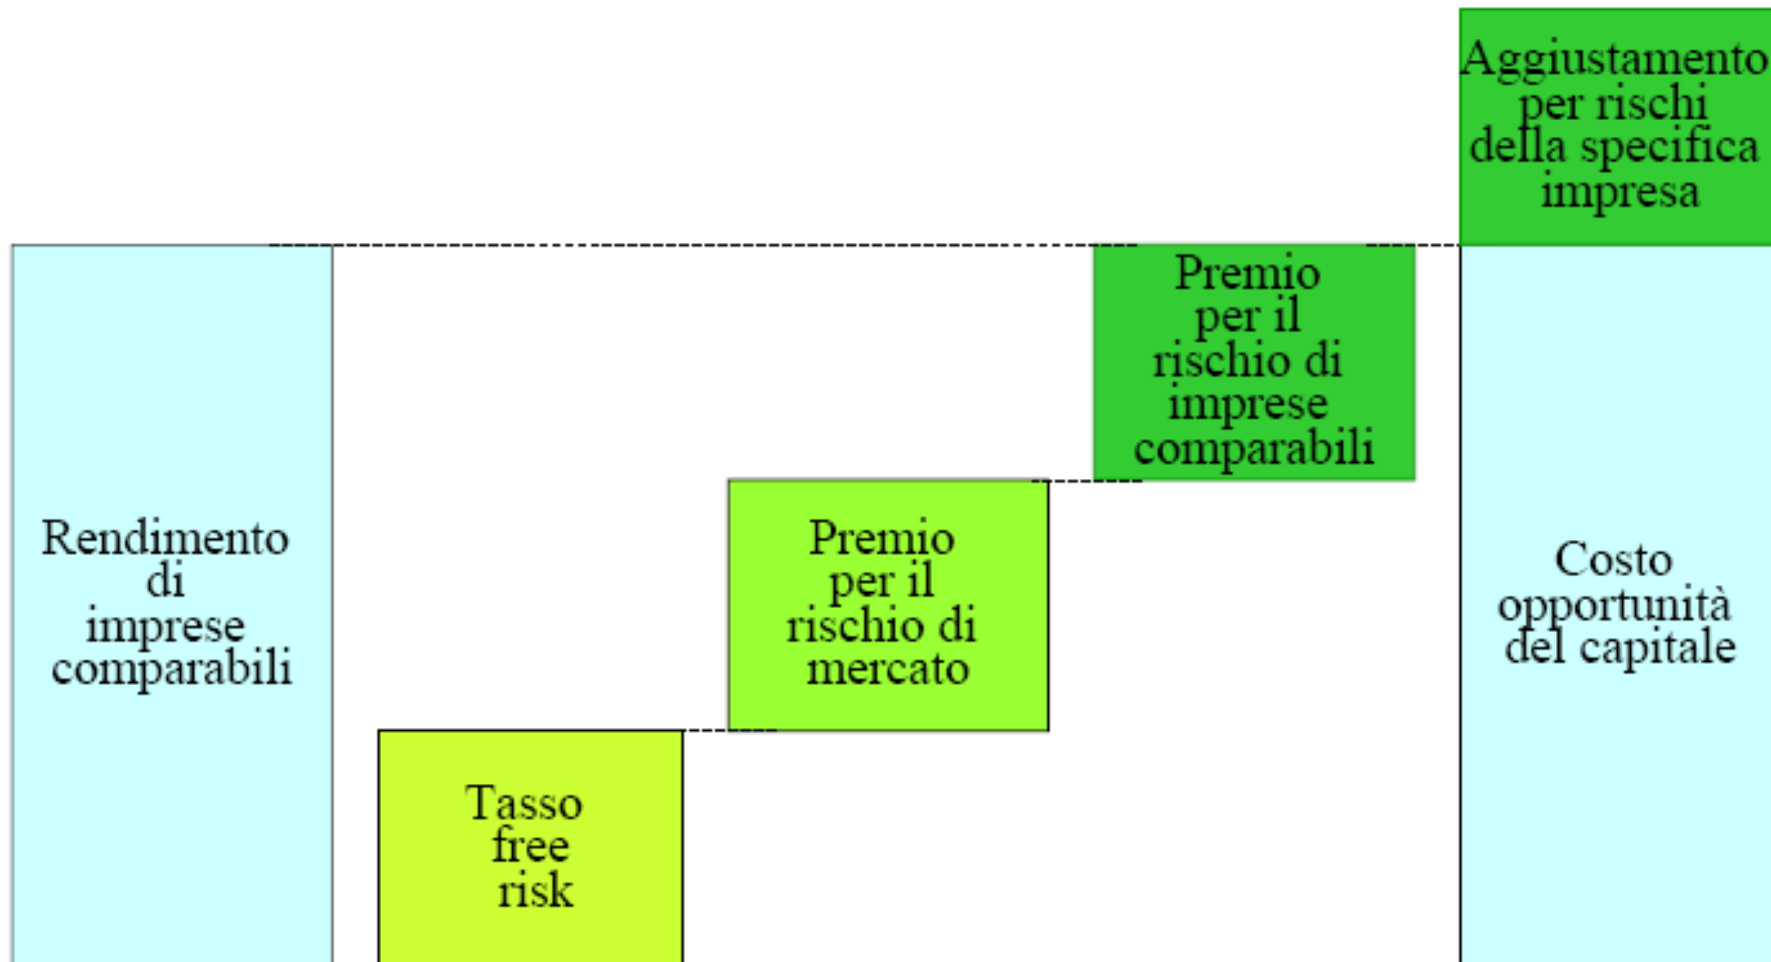 Rendimento
di
imprese
comparabili
Tasso
free
risk
Premio
per il
rischio di
mercato
Premio
per il
rischio di
imprese
comparabili
Aggiustamento
per rischi
della specifica
impresa
Costo
opportunità
del capitale